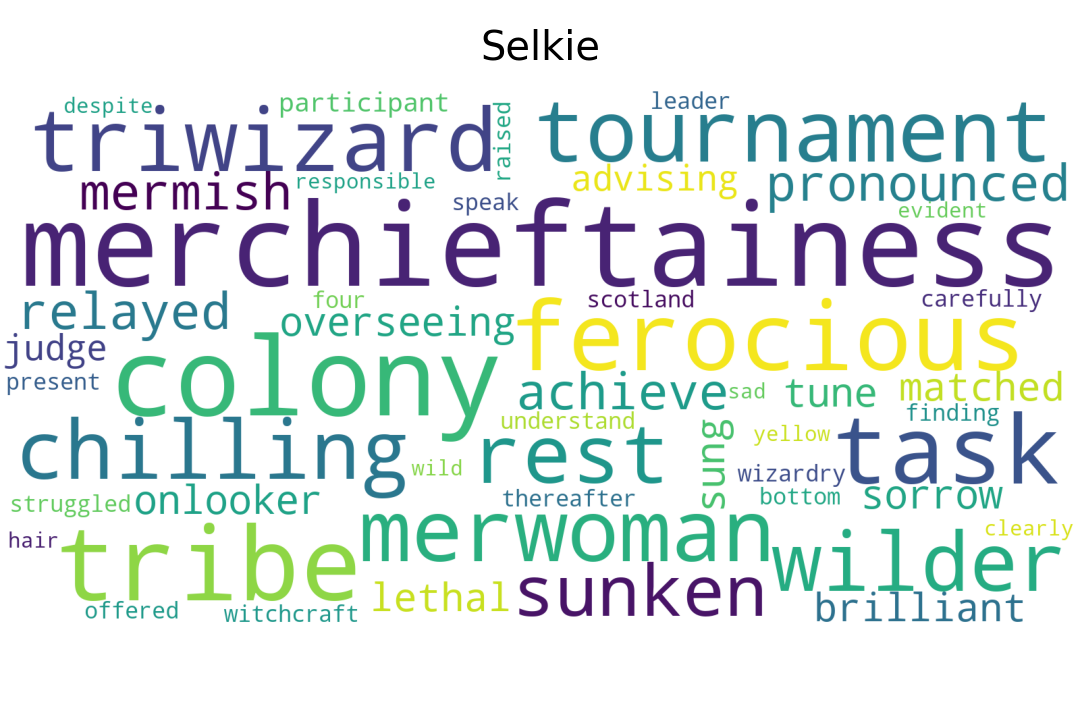 Selkie
despite
participant
leader
triwizard
raised
tournament
mermish
responsible
advising
pronounced
speak
evident
merchieftainess
relayed
four
scotland
carefully
overseeing
ferocious
judge
present
colony
achieve
sad
tune
matched
understand
finding
chilling
rest
sung
yellow
task
wild
wizardry
struggled
onlooker
thereafter
bottom
sorrow
hair
tribe
merwoman
wilder
clearly
lethal
sunken
offered
witchcraft
brilliant